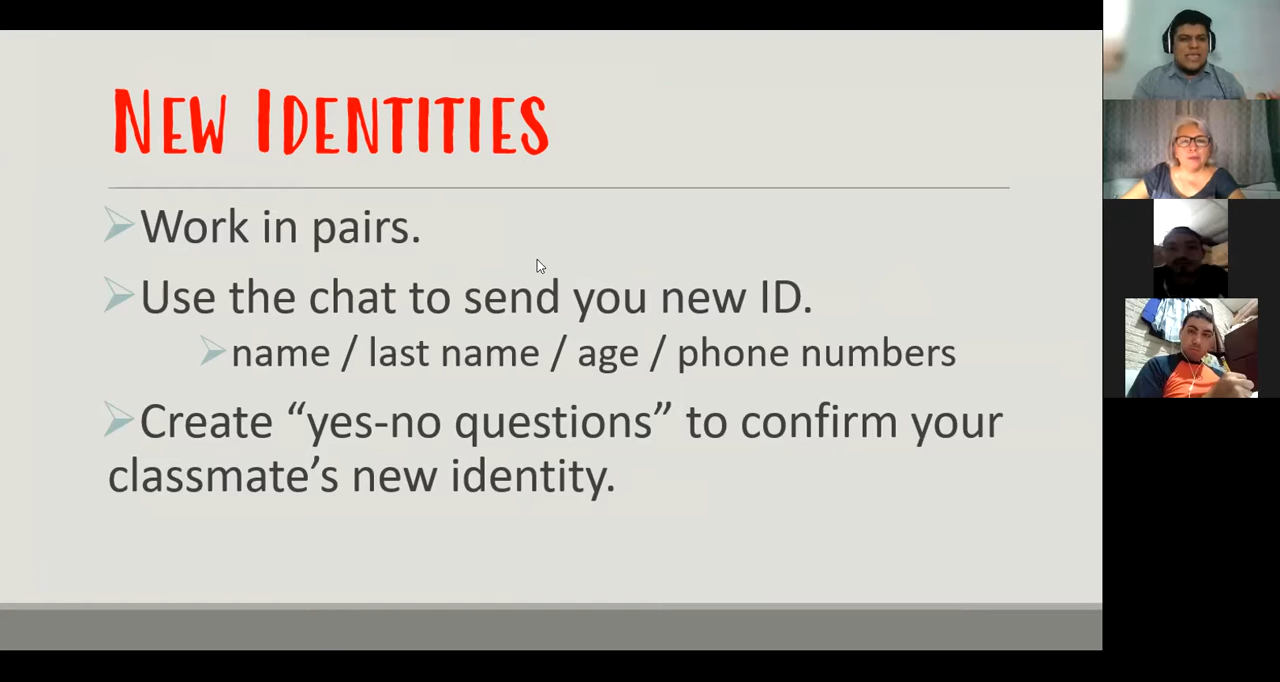 New Identities
Work in pairs.
Use the chat to send you new ID.
name / last name / age / phone numbers
Create “yes-no questions” to confirm your
classmate’s new identity.